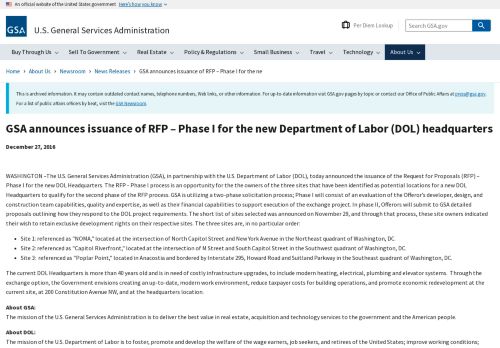 An official website of the United States government Here's how you know
GSA
U.S. General Services Administration
Per Diem Lookup
Search GSA.gov
Buy Through Us
Sell To Government
Real Estate
Policy & Regulations
Small Business
Travel
Technology
About Us
Home > About Us > Newsroom > News Releases > GSA announces issuance of RFP – Phase I for the ne
This is archived information. It may contain outdated contact names, telephone numbers, Web links, or other information. For up-to-date information visit GSA.gov pages by topic or contact our Office of Public Affairs at press@gsa.gov.
For a list of public affairs officers by beat, visit the GSA Newsroom.
GSA announces issuance of RFP – Phase I for the new Department of Labor (DOL) headquarters
December 27, 2016
WASHINGTON –The U.S. General Services Administration (GSA), in partnership with the U.S. Department of Labor (DOL), today announced the issuance of the Request for Proposals (RFP) –
Phase I for the new DOL Headquarters. The RFP - Phase I process is an opportunity for the the owners of the three sites that have been identified as potential locations for a new DOL
Headquarters to qualify for the second phase of the RFP process. GSA is utilizing a two-phase solicitation process; Phase I will consist of an evaluation of the Offeror's developer, design, and
construction team capabilities, quality and expertise, as well as their financial capabilities to support execution of the exchange project. In phase II, Offerors will submit to GSA detailed
proposals outlining how they respond to the DOL project requirements. The short list of sites selected was announced on November 29, and through that process, these site owners indicated
their wish to retain exclusive development rights on their respective sites. The three sites are, in no particular order:
• Site 1: referenced as "NOMA," located at the intersection of North Capitol Street and New York Avenue in the Northeast quadrant of Washington, DC.
• Site 2: referenced as "Capitol Riverfront," located at the intersection of M Street and South Capitol Street in the Southwest quadrant of Washington, DC.
• Site 3: referenced as "Poplar Point," located in Anacostia and bordered by Interstate 295, Howard Road and Suitland Parkway in the Southeast quadrant of Washington, DC.
The current DOL Headquarters is more than 40 years old and is in need of costly infrastructure upgrades, to include modern heating, electrical, plumbing and elevator systems. Through the
exchange option, the Government envisions creating an up-to-date, modern work environment, reduce taxpayer costs for building operations, and promote economic redevelopment at the
current site, at 200 Constitution Avenue NW, and at the headquarters location.
About GSA:
The mission of the U.S. General Services Administration is to deliver the best value in real estate, acquisition and technology services to the government and the American people.
About DOL:
The mission of the U.S. Department of Labor is to foster, promote and develop the welfare of the wage earners, job seekers, and retirees of the United States; improve working conditions;